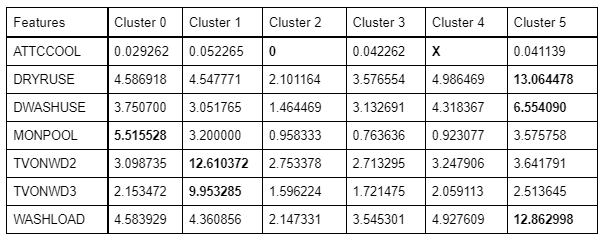 Features Cluster 0 Cluster 1 Cluster 2 Cluster 3 Cluster 4 Cluster 5
ATTCCOOL 0.029262 0.052265 0 0.042262 X 0.041139
DRYRUSE 4.586918 4.547771 2.101164 3.576554 4.986469 13.064478
DWASHUSE 3.750700 3.051765 1.464469 3.132691 4.318367 6.554090
MONPOOL 5.515528 3.200000 0.958333 0.763636 0.923077 3.575758
TVONWD2 3.098735 12.610372 2.753378 2.713295 3.247906 3.641791
TVONWD3 2.153472 9.953285 1.596224 1.721475 2.059113 2.513645
WASHLOAD 4.583929 4.360856 2.147331 3.545301 4.927609 12.862998